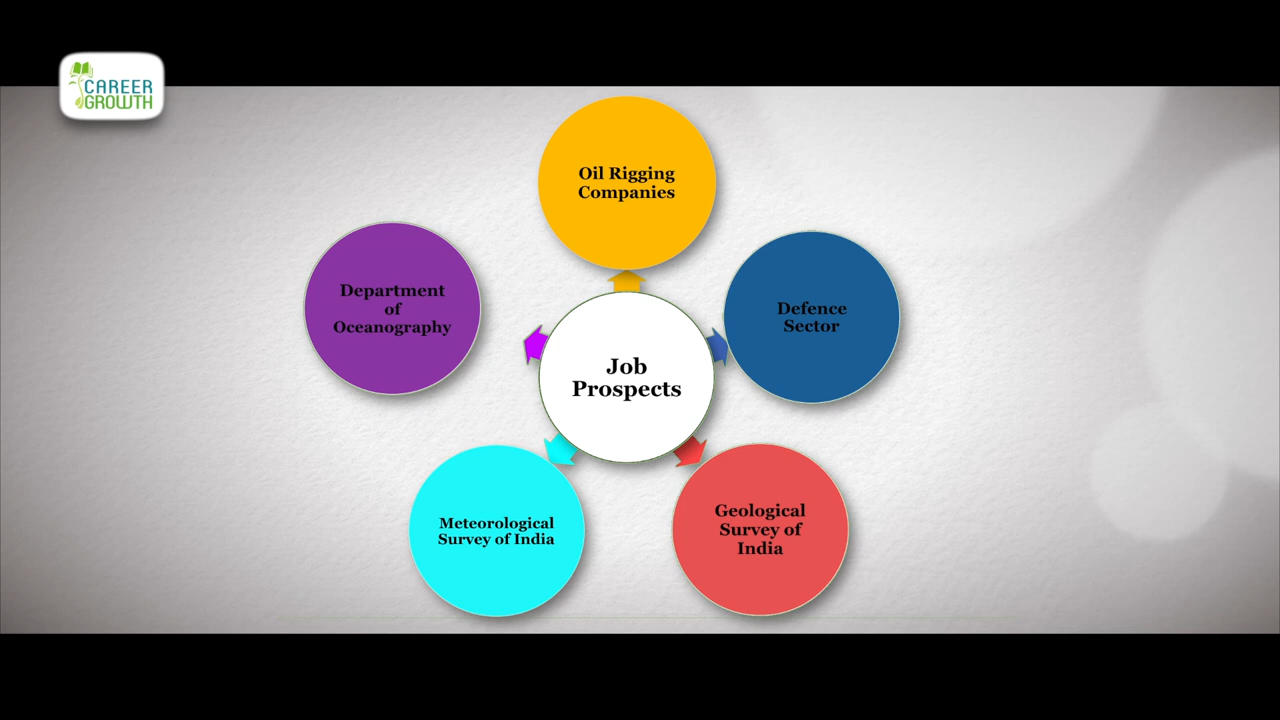 CAREER
GROWTH
Oil Rigging
Companies
Department
of
Oceanography
Defence
Sector
Job
Prospects
Meteorological
Survey of India
Geological
Survey of
India